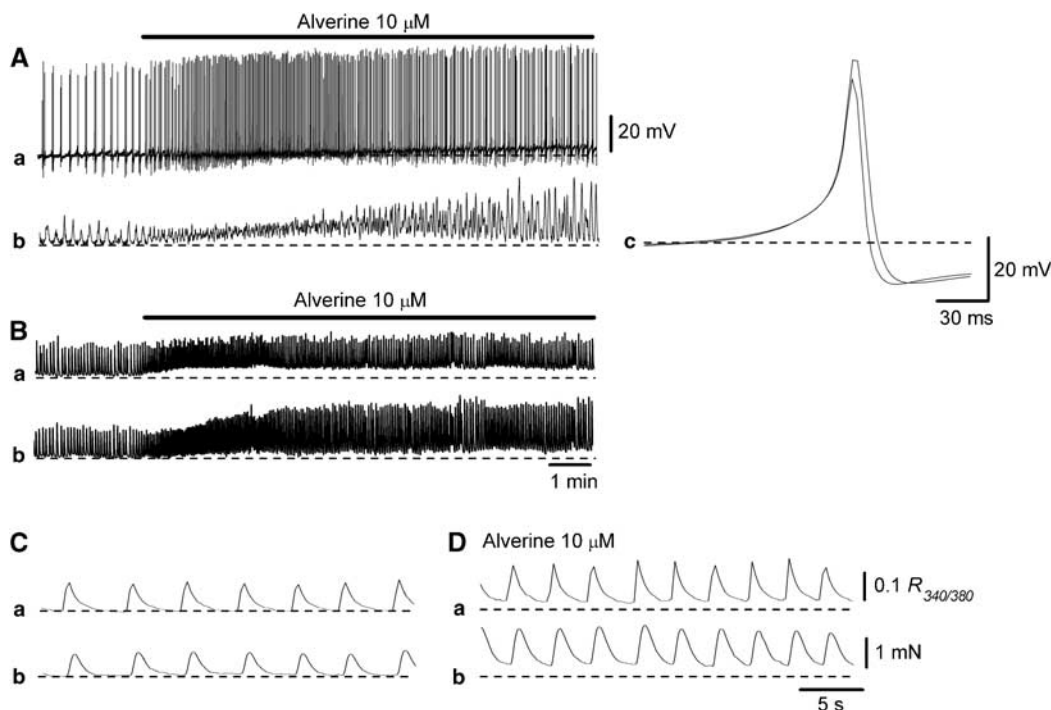 Alverine 10 μM
A
20 mV
a
b
c
20 mV
30 ms
Alverine 10 μM
B
a
b
1 min
C
D Alverine 10 μM
a
a
0.1 R340/380
b
b
1 mN
5 s